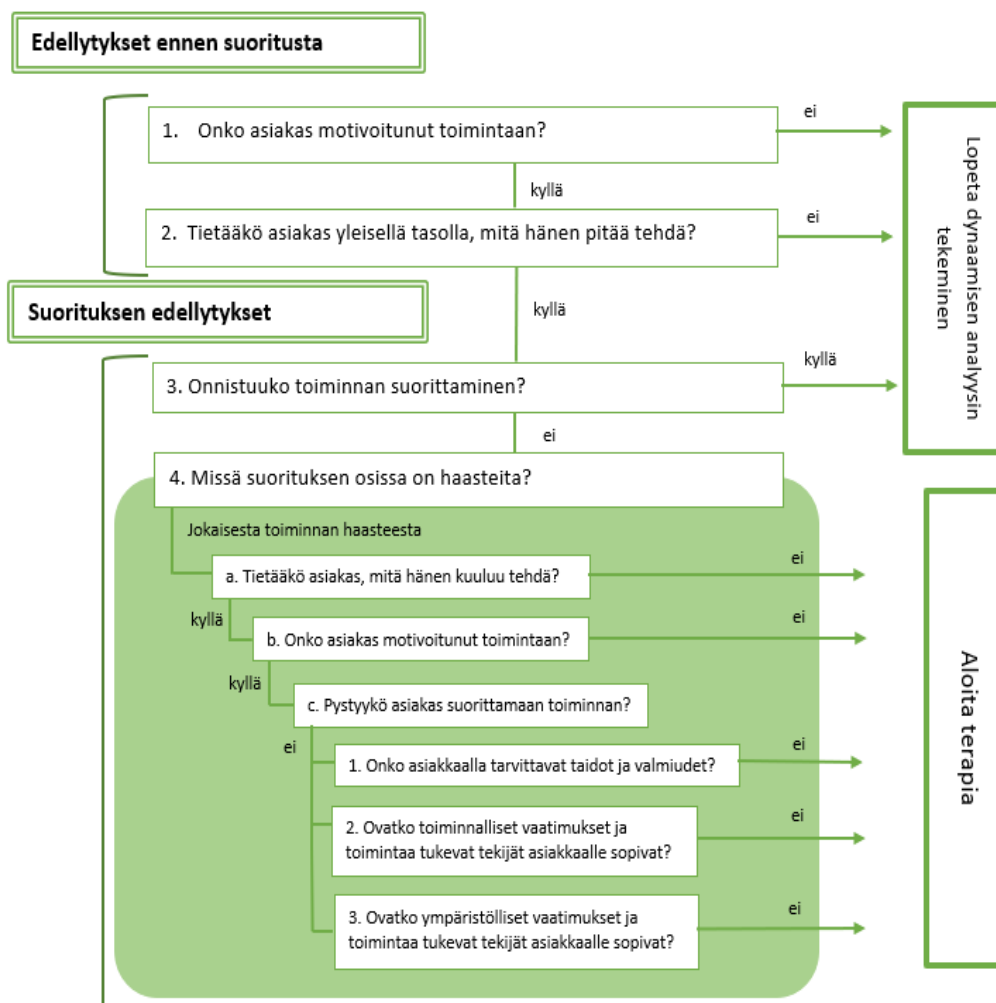 Edellytykset ennen suoritusta
1. Onko asiakas motivoitunut toimintaan?
ei
kyllä
2. Tietääkö asiakas yleisellä tasolla, mitä hänen pitää tehdä?
ei
Lopeta dynaamisen analyysin
tekeminen
Suorituksen edellytykset
kyllä
3. Onnistuuko toiminnan suorittaminen?
kyllä
ei
4. Missä suorituksen osissa on haasteita?
Jokaisesta toiminnan haasteesta
a. Tietääkö asiakas, mitä hänen kuuluu tehdä?
ei
kyllä
b. Onko asiakas motivoitunut toimintaan?
ei
kyllä
c. Pystyykö asiakas suorittamaan toiminnan?
ei
1. Onko asiakkaalla tarvittavat taidot ja valmiudet?
ei
2. Ovatko toiminnalliset vaatimukset ja
toimintaa tukevat tekijät asiakkaalle sopivat?
ei
3. Ovatko ympäristölliset vaatimukset ja
toimintaa tukevat tekijät asiakkaalle sopivat?
ei
Aloita terapia